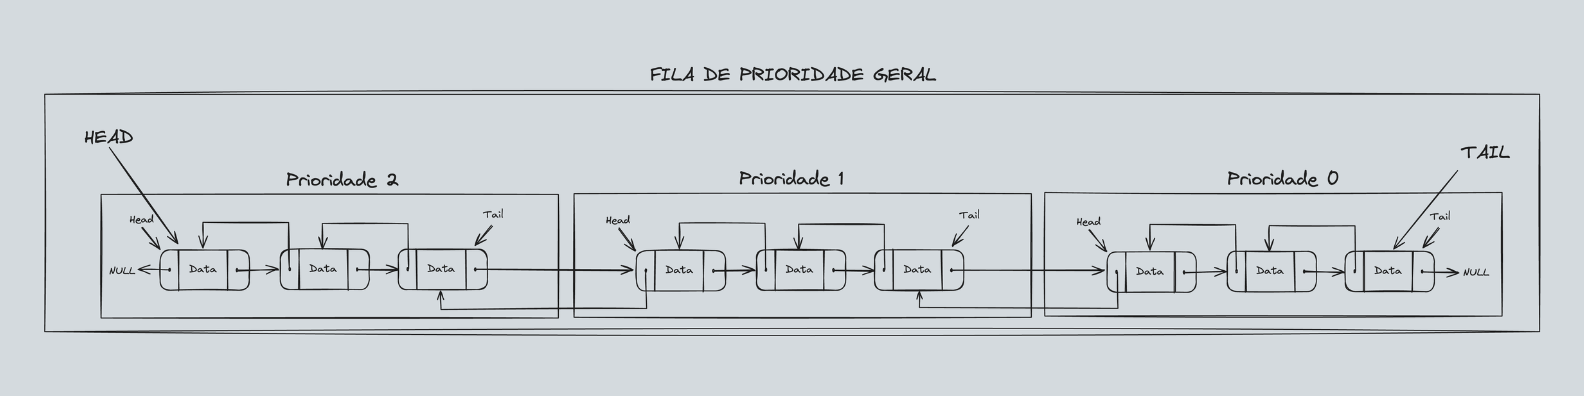 FILA DE PRIORIDADE GERAL
HEAD
TAIL
Prioridade 2
Prioridade 1
Prioridade 0
Head
Tail
Head
Tail
Head
Tail
NULL
Data
Data
Data
Data
Data
Data
Data
Data
Data
NULL